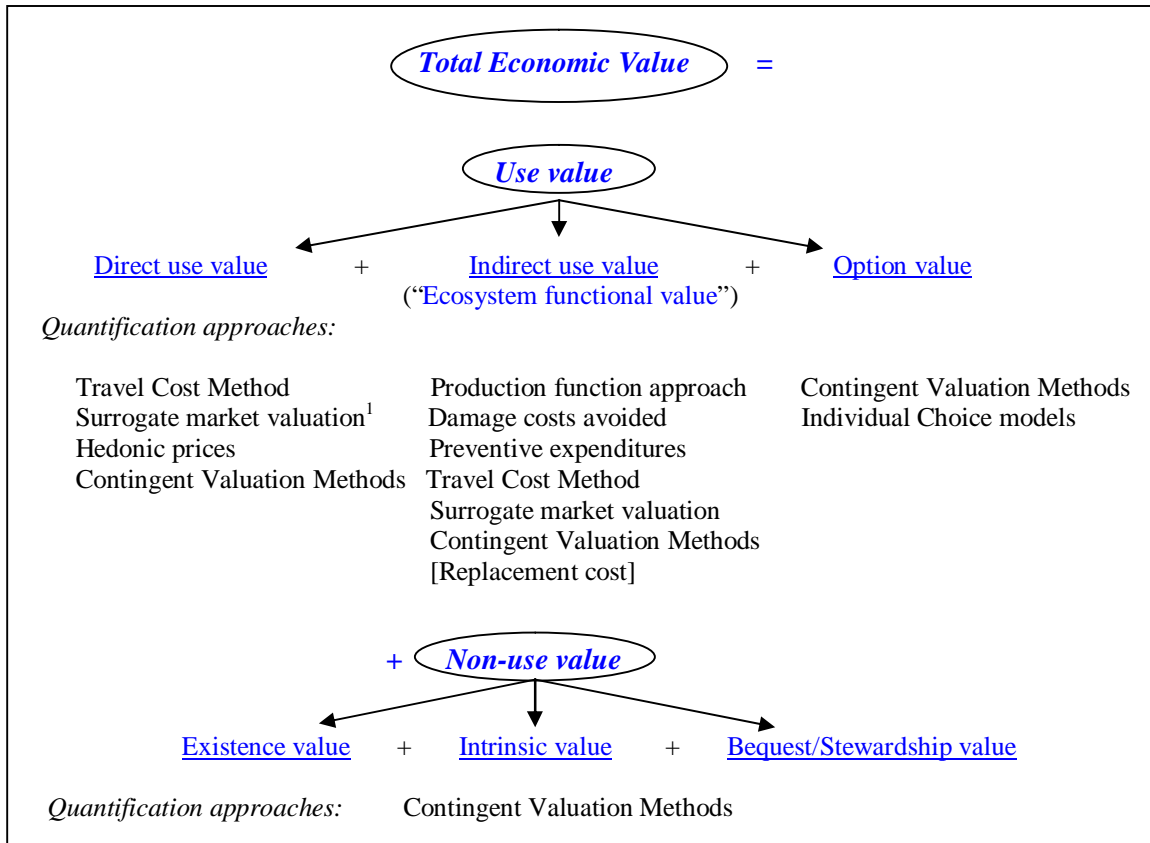 Total Economic Value =
Use value
Direct use value + Indirect use value + Option value
(“Ecosystem functional value”)
Quantification approaches:
Travel Cost Method Production function approach Contingent Valuation Methods
Surrogate market valuation1 Damage costs avoided Individual Choice models
Hedonic prices Preventive expenditures
Contingent Valuation Methods Travel Cost Method
Surrogate market valuation
Contingent Valuation Methods
[Replacement cost]
+ Non-use value
Existence value + Intrinsic value + Bequest/Stewardship value
Quantification approaches: Contingent Valuation Methods